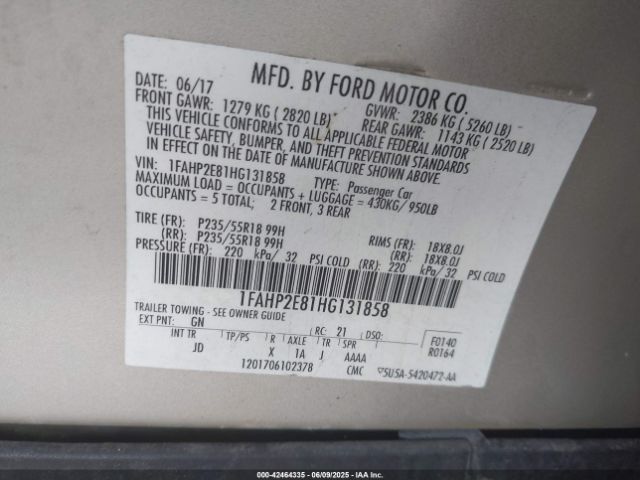 MFD. BY FORD MOTOR CO.
DATE: 06/17 GVWR: 2386 KG ( 5260 LB)
FRONT GAWR: 1279 KG ( 2820 LB) REAR GAWR: 1143 KG ( 2520 LB)
THIS VEHICLE CONFORMS TO ALL APPLICABLE FEDERAL MOTOR
VEHICLE SAFETY, BUMPER, AND THEFT PREVENTION STANDARDS
IN EFFECT ON THE DATE OF MANUFACTURE SHOWN ABOVE.
VIN: 1FAHP2E81HG131858 TYPE: Passenger Car
MAXIMUM LOAD = OCCUPANTS + LUGGAGE = 430KG/ 950LB
OCCUPANTS = 5 TOTAL; 2 FRONT, 3 REAR
TIRE (FR): P235/55R18 99H RIMS (FR): 18X8.0J
(RR): P235/55R18 99H (RR): 18X8.0J
PRESSURE (FR): 220 kPa/ 32 PSI COLD (RR): 220 kPa/ 32 PSI COLD
1FAHP2E81HG131858
TRAILER TOWING - SEE OWNER GUIDE
EXT PNT: GN RC: 21 DSO: F0140
INT TR TP/PS R AXLE TR SPR R0164
JD X 1A J AAAA
1201706102378 CMC 5U5A-5420472-AA
000-42464335 - 06/09/2025 - IAA Inc.